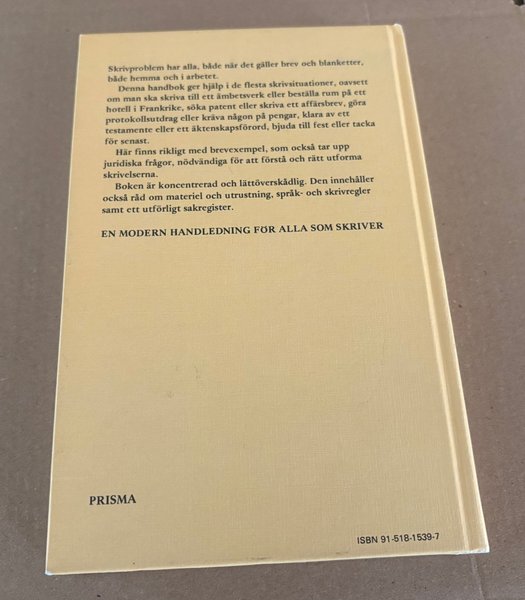 Skrivproblem har alla, både när det gäller brev och blanketter,
både hemma och i arbetet.
Denna handbok ger hjälp i de flesta skrivsituationer, oavsett
om man ska skriva till ett ämbetsverk eller beställa rum på ett
hotell i Frankrike, söka patent eller skriva ett affärsbrev, göra
protokollsutdrag eller kräva någon på pengar, klara av ett
testamente eller ett äktenskapsförord, bjuda till fest eller tacka
för senast.
Här finns rikligt med brevexempel, som också tar upp
juridiska frågor, nödvändiga för att förstå och rätt utforma
skrivelserna.
Boken är koncentrerad och lättöverskådlig. Den innehåller
också råd om materiel och utrustning, språk- och skrivregler
samt ett utförligt sakregister.
EN MODERN HANDLEDNING FÖR ALLA SOM SKRIVER
PRISMA
ISBN 91-518-1539-7